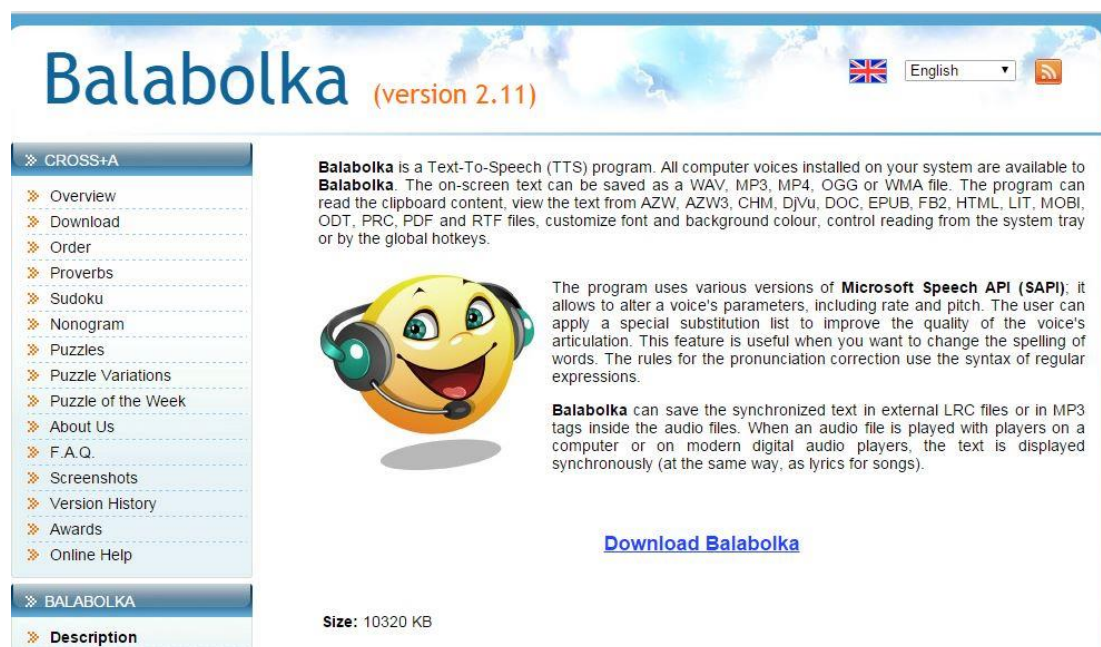 Balabolka (version 2.11)
English
CROSS+A
Overview
Download
Order
Proverbs
Sudoku
Nonogram
Puzzles
Puzzle Variations
Puzzle of the Week
About Us
F.A.Q.
Screenshots
Version History
Awards
Online Help
BALABOLKA
Description
Balabolka is a Text-To-Speech (TTS) program. All computer voices installed on your system are available to
Balabolka. The on-screen text can be saved as a WAV, MP3, MP4, OGG or WMA file. The program can
read the clipboard content, view the text from AZW, AZW3, CHM, DjVu, DOC, EPUB, FB2, HTML, LIT, MOBI,
ODT, PRC, PDF and RTF files, customize font and background colour, control reading from the system tray
or by the global hotkeys.
The program uses various versions of Microsoft Speech API (SAPI); it
allows to alter a voice's parameters, including rate and pitch. The user can
apply a special substitution list to improve the quality of the voice's
articulation. This feature is useful when you want to change the spelling of
words. The rules for the pronunciation correction use the syntax of regular
expressions.
Balabolka can save the synchronized text in external LRC files or in MP3
tags inside the audio files. When an audio file is played with players on a
computer or on modern digital audio players, the text is displayed
synchronously (at the same way, as lyrics for songs).
Download Balabolka
Size: 10320 KB